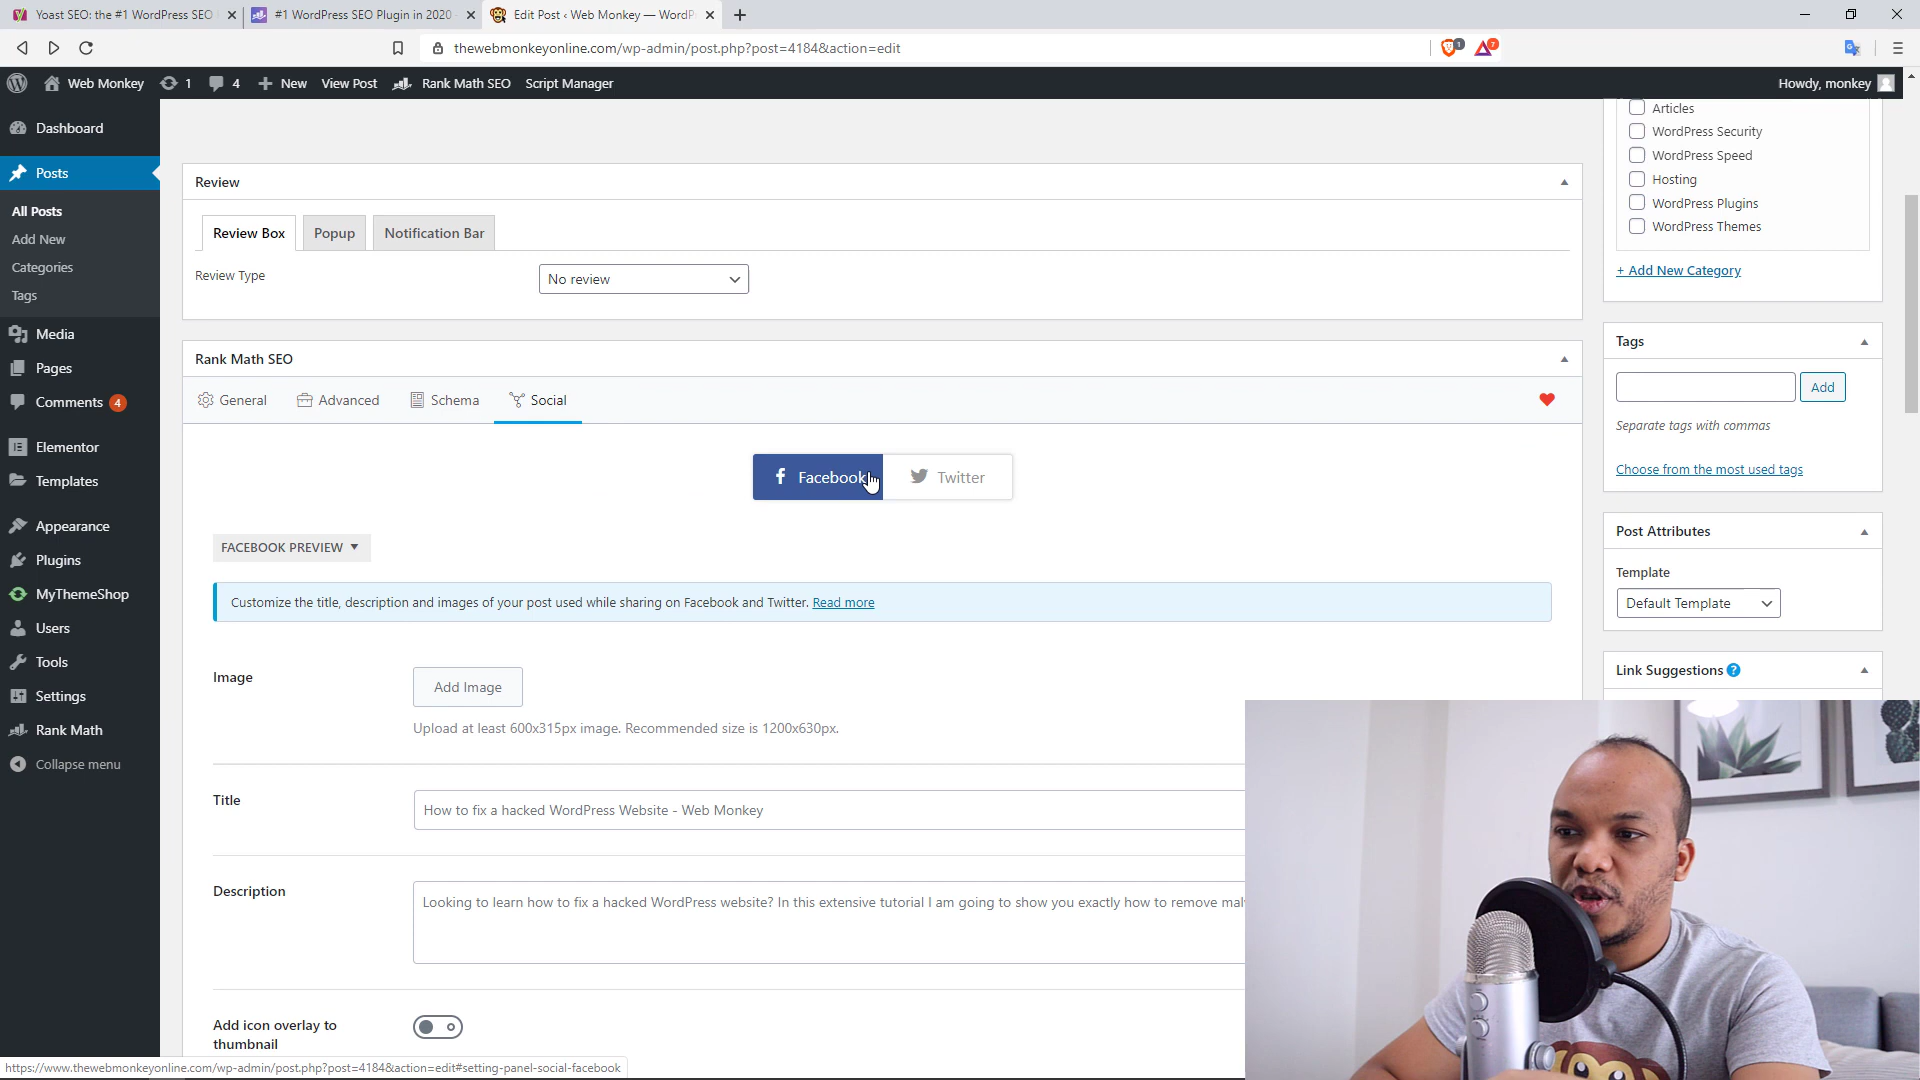 Yoast SEO: the #1 WordPress SEO
#1 WordPress SEO Plugin in 2020
Edit Post ‹ Web Monkey — WordP
thewebmonkeyonline.com/wp-admin/post.php?post=4184&action=edit
1
7
Web Monkey
1
4
New
View Post
Rank Math SEO
Script Manager
Howdy, monkey
Dashboard
Posts
All Posts
Add New
Categories
Tags
Media
Pages
Comments 4
Elementor
Templates
Appearance
Plugins
MyThemeShop
Users
Tools
Settings
Rank Math
Collapse menu
Review
Review Box
Popup
Notification Bar
Review Type
No review
Rank Math SEO
General
Advanced
Schema
Social
Facebook
Twitter
FACEBOOK PREVIEW
Customize the title, description and images of your post used while sharing on Facebook and Twitter. Read more
Image
Add Image
Upload at least 600x315px image. Recommended size is 1200x630px.
Title
How to fix a hacked WordPress Website - Web Monkey
Description
Looking to learn how to fix a hacked WordPress website? In this extensive tutorial I am going to show you exactly how to remove mal
Add icon overlay to
thumbnail
Articles
WordPress Security
WordPress Speed
Hosting
WordPress Plugins
WordPress Themes
+ Add New Category
Tags
Add
Separate tags with commas
Choose from the most used tags
Post Attributes
Template
Default Template
Link Suggestions ?
https://www.thewebmonkeyonline.com/wp-admin/post.php?post=4184&action=edit#setting-panel-social-facebook